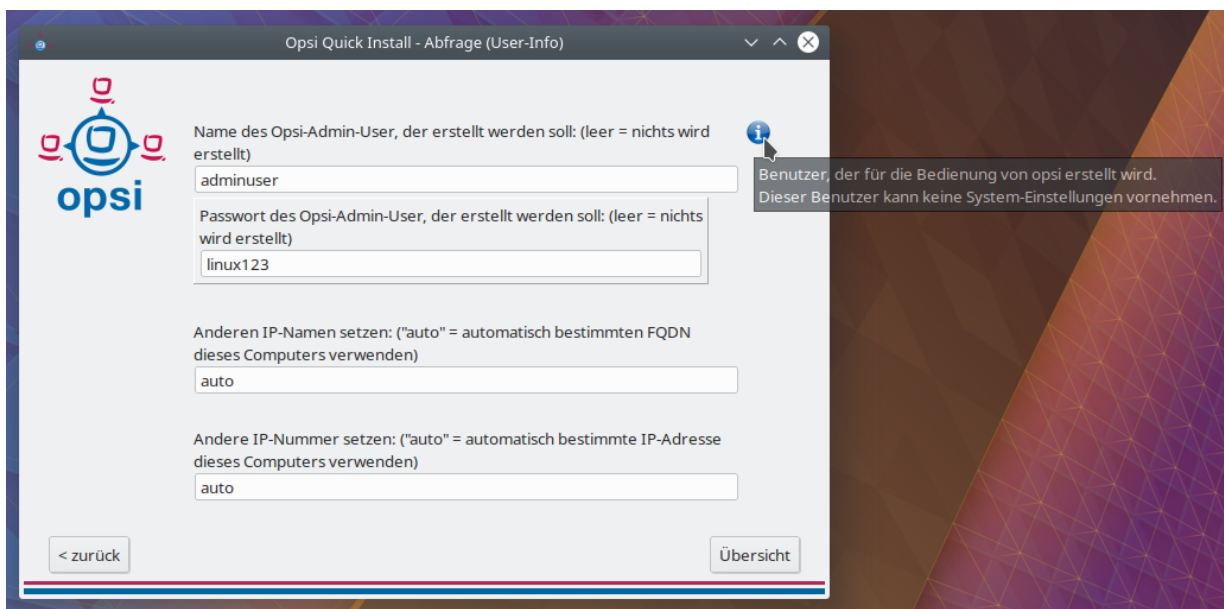 Opsi Quick Install - Abfrage (User-Info)
opsi
Name des Opsi-Admin-User, der erstellt werden soll: (leer = nichts wird
erstellt)
adminuser
Benutzer, der für die Bedienung von opsi erstellt wird.
Dieser Benutzer kann keine System-Einstellungen vornehmen.
Passwort des Opsi-Admin-User, der erstellt werden soll: (leer = nichts
wird erstellt)
linux123
Anderen IP-Namen setzen: ("auto" = automatisch bestimmten FQDN
dieses Computers verwenden)
auto
Andere IP-Nummer setzen: ("auto" = automatisch bestimmte IP-Adresse
dieses Computers verwenden)
auto
< zurück
Übersicht